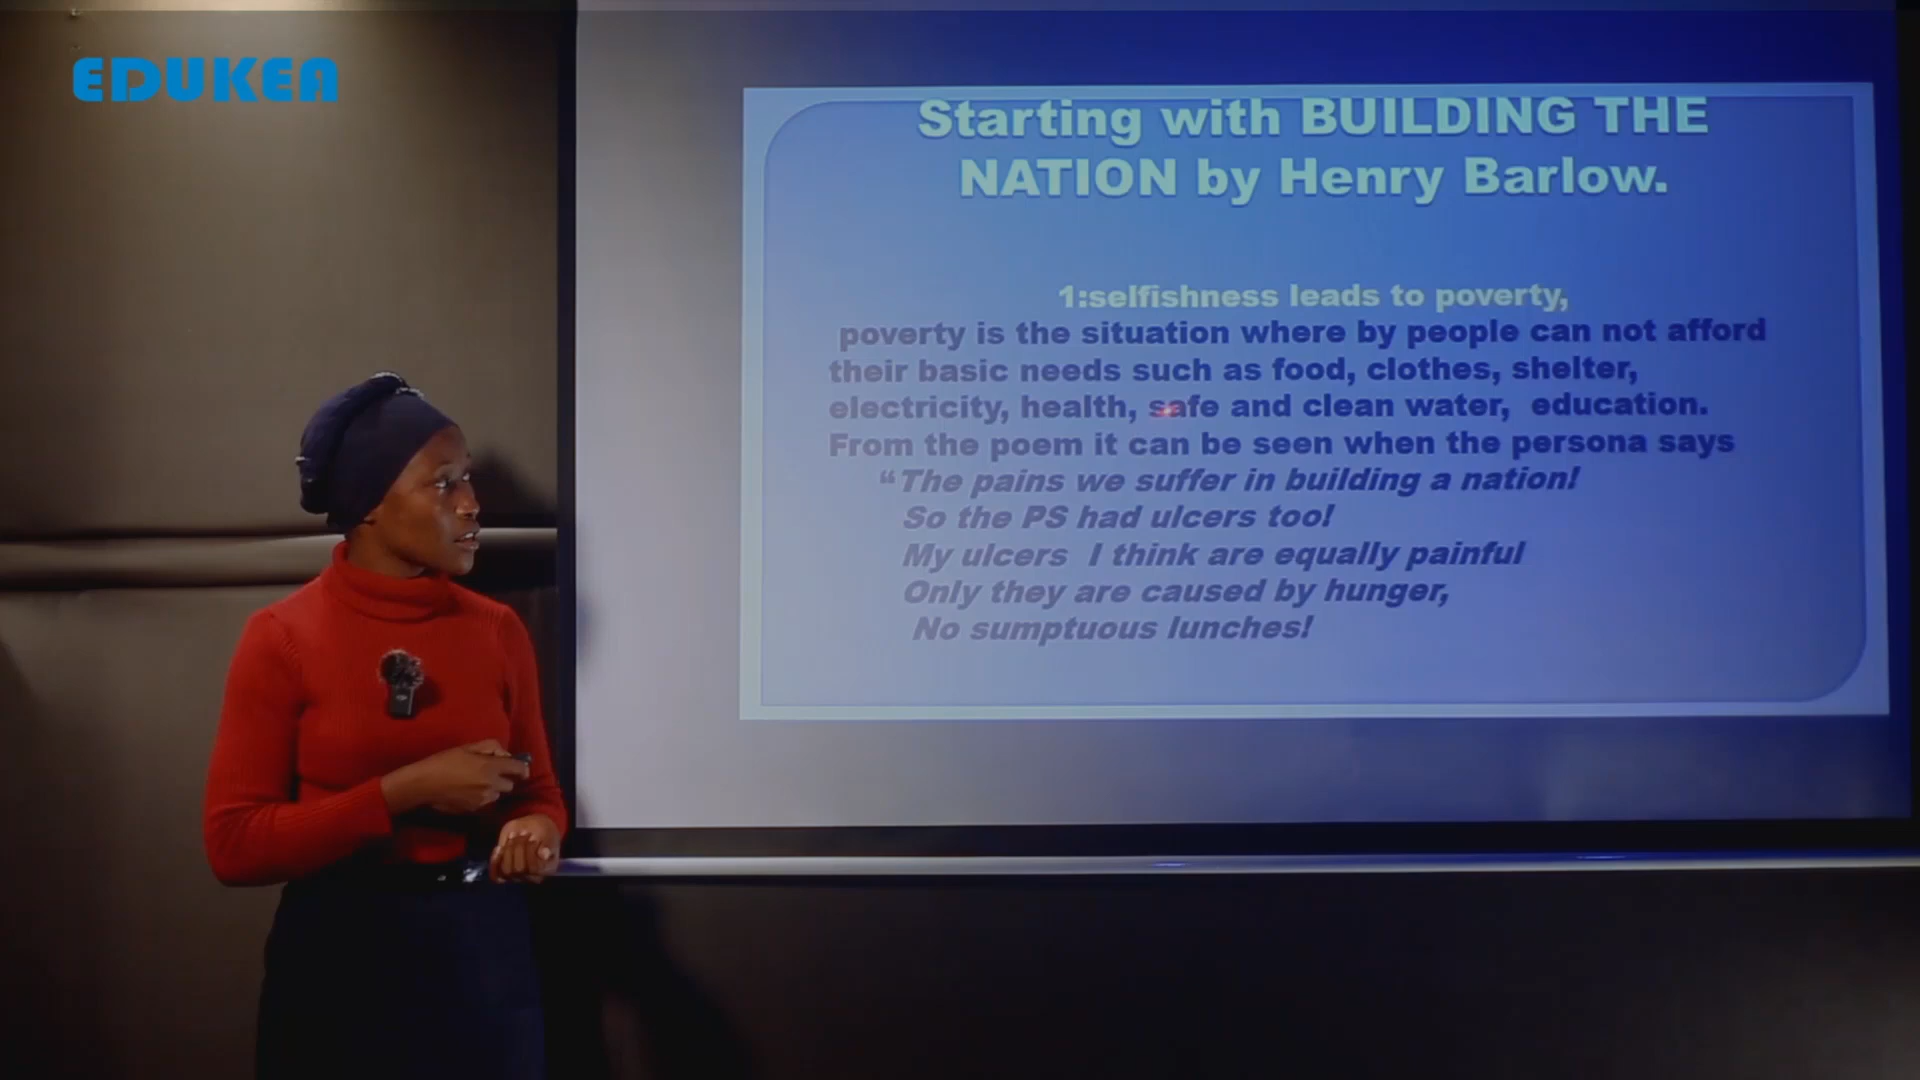 EDUKEA
Starting with BUILDING THE
NATION by Henry Barlow.
1:selfishness leads to poverty,
poverty is the situation where by people can not afford
their basic needs such as food, clothes, shelter,
electricity, health, safe and clean water, education.
From the poem it can be seen when the persona says
“The pains we suffer in building a nation!
So the PS had ulcers too!
My ulcers I think are equally painful
Only they are caused by hunger,
No sumptuous lunches!